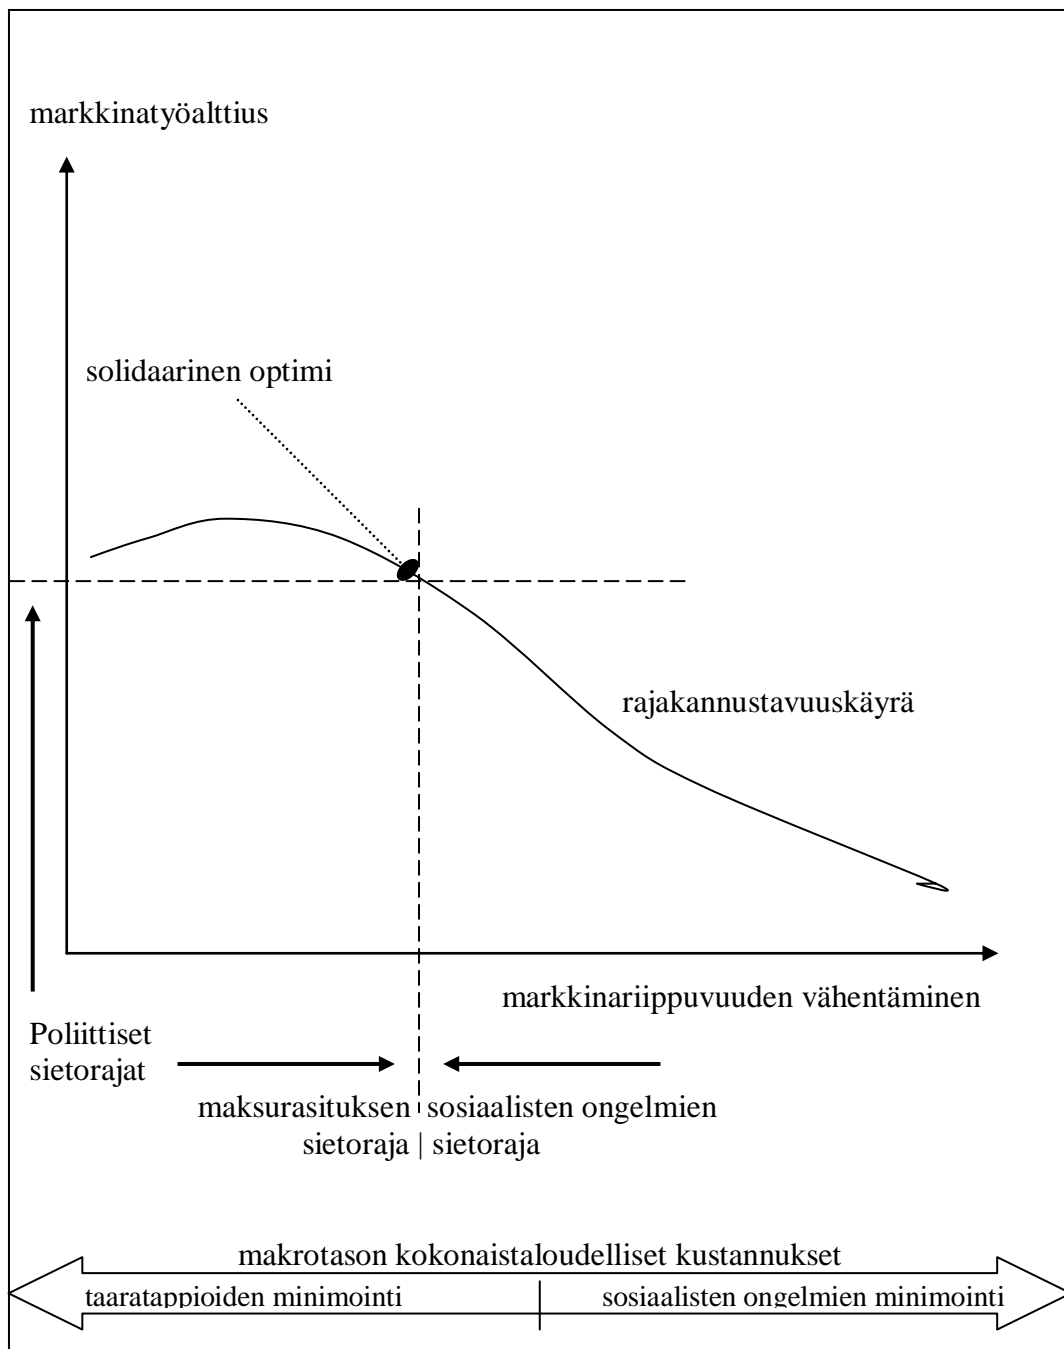 markkinatyöalttius
solidaarinen optimi
rajakannustavuuskäyrä
markkinariippuvuuden vähentäminen
Poliittiset
sietorajat
maksurasituksen sosiaalisten ongelmien
sietoraja | sietoraja
makrotason kokonaistaloudelliset kustannukset
taaratappioiden minimointi
sosiaalisten ongelmien minimointi